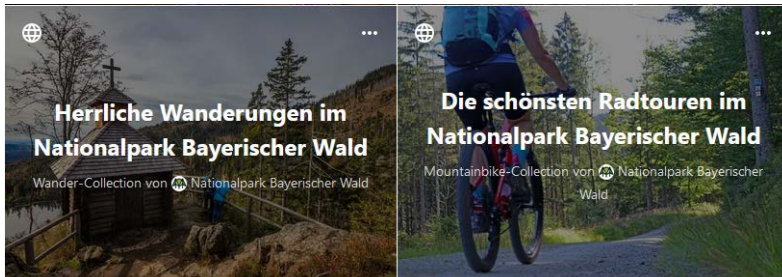 Herrliche Wanderungen im
Nationalpark Bayerischer Wald
Wander-Collection von Nationalpark Bayerischer Wald
Die schönsten Radtouren im
Nationalpark Bayerischer Wald
Mountainbike-Collection von Nationalpark Bayerischer
Wald